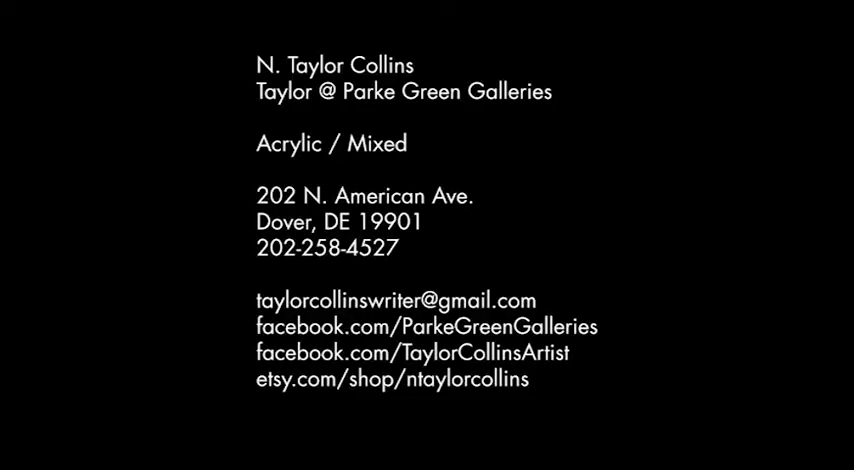 N. Taylor Collins
Taylor @ Parke Green Galleries
Acrylic / Mixed
202 N. American Ave.
Dover, DE 19901
202-258-4527
taylorcollinswriter@gmail.com
facebook.com/ParkeGreenGalleries
facebook.com/TaylorCollinsArtist
etsy.com/shop/ntaylorcollins